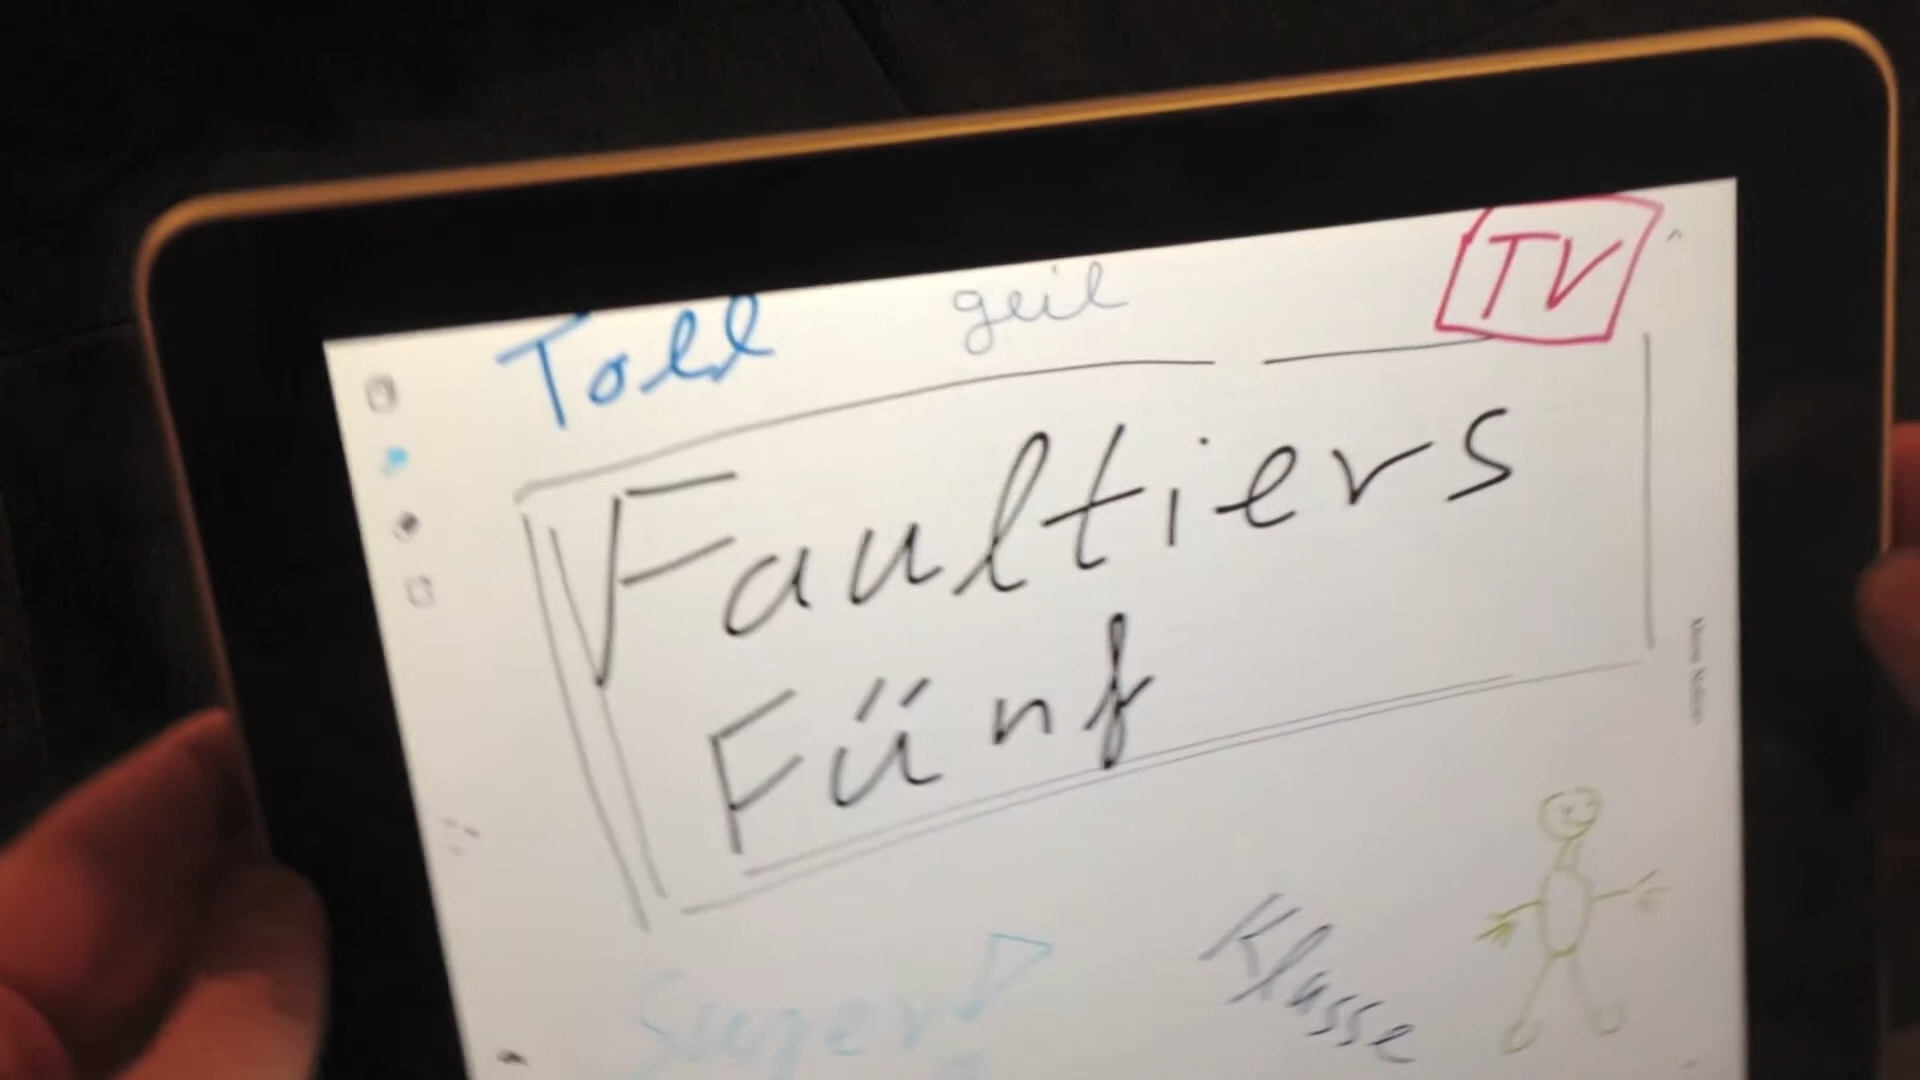 Toll geil TV
Faultiers
Fünf
Super!
Klasse